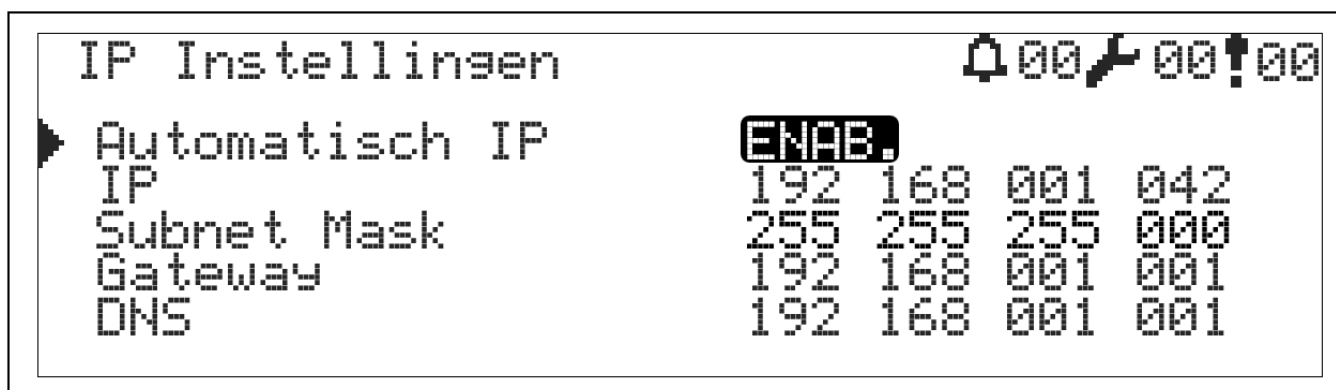 IP Instellingen 00 00 00
Automatisch IP ENAB.
IP 192 168 001 042
Subnet Mask 255 255 255 000
Gateway 192 168 001 001
DNS 192 168 001 001